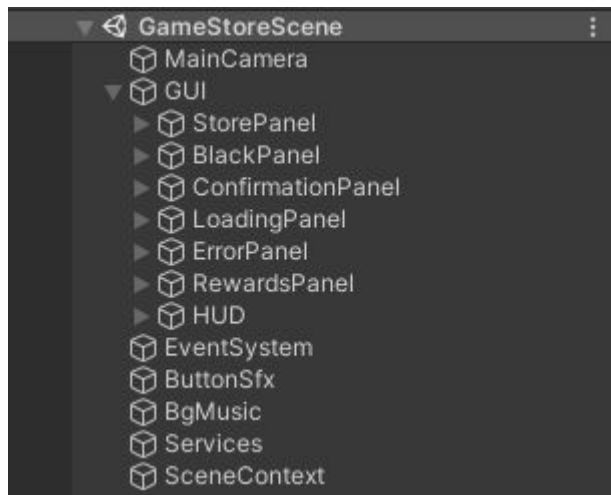 GameStoreScene
MainCamera
GUI
StorePanel
BlackPanel
ConfirmationPanel
LoadingPanel
ErrorPanel
RewardsPanel
HUD
EventSystem
ButtonSfx
BgMusic
Services
SceneContext